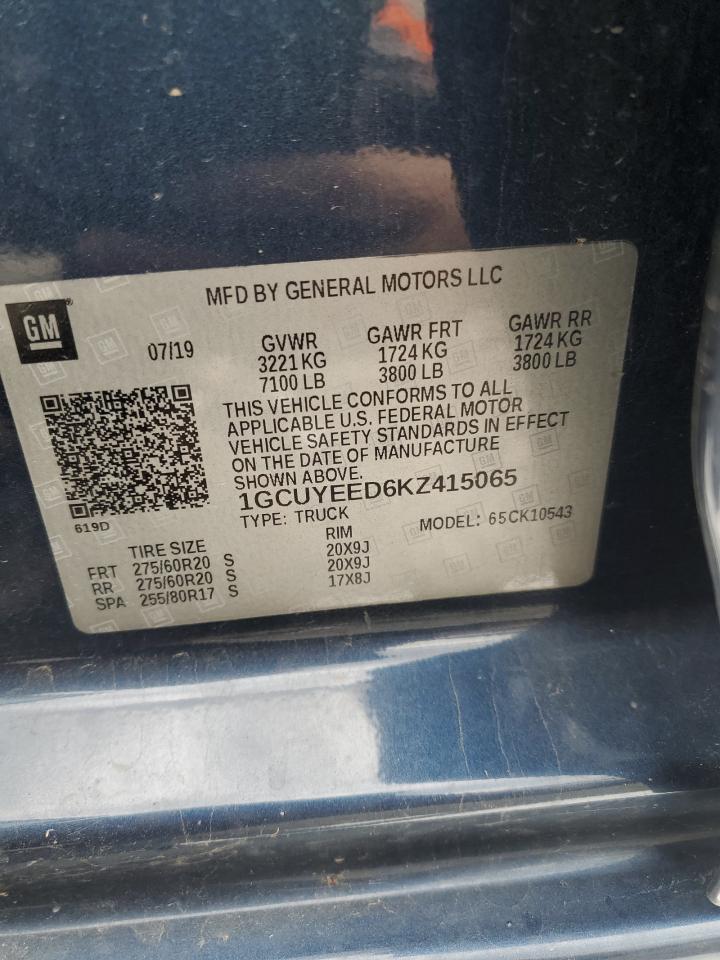 MFD BY GENERAL MOTORS LLC
GM
07/19
GVWR
3221 KG
7100 LB
GAWR FRT
1724 KG
3800 LB
GAWR RR
1724 KG
3800 LB
THIS VEHICLE CONFORMS TO ALL
APPLICABLE U.S. FEDERAL MOTOR
VEHICLE SAFETY STANDARDS IN EFFECT
ON THE DATE OF MANUFACTURE
SHOWN ABOVE.
1GCUYEED6KZ415065
619D
TYPE: TRUCK
MODEL: 65CK10543
TIRE SIZE RIM
FRT 275/60R20 S 20X9J
RR 275/60R20 S 20X9J
SPA 255/80R17 S 17X8J